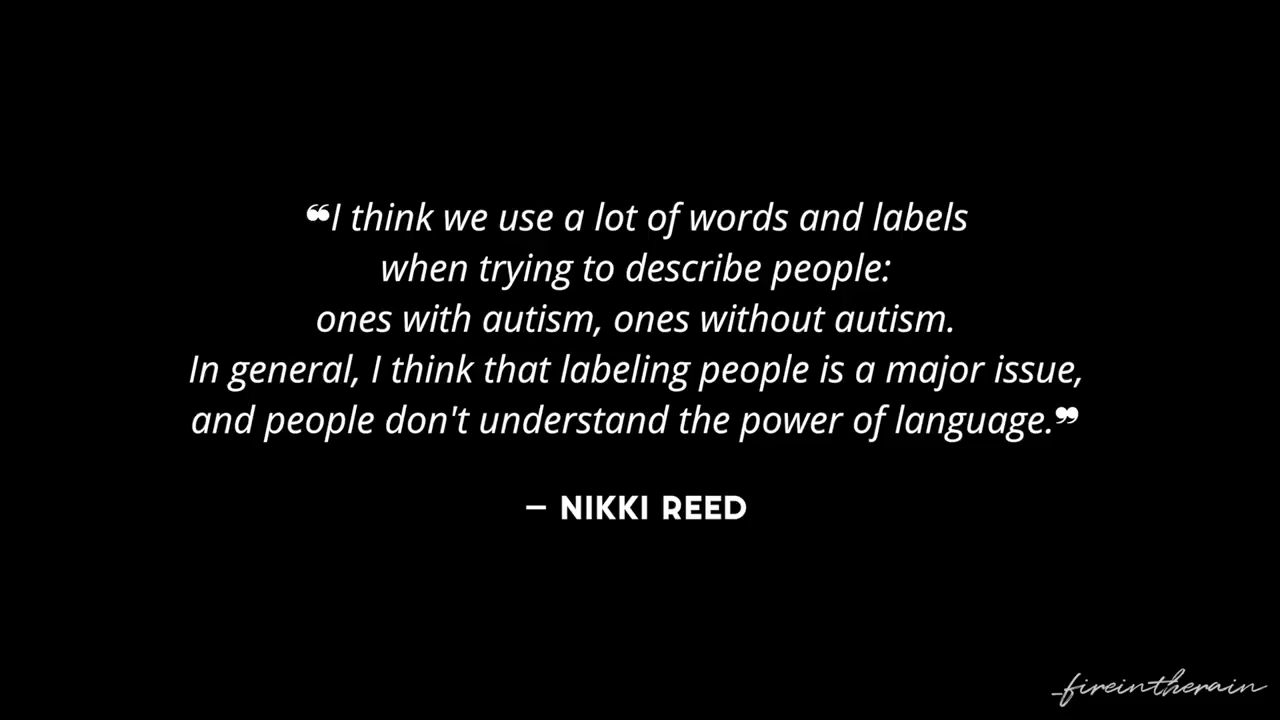 ❝I think we use a lot of words and labels
when trying to describe people:
ones with autism, ones without autism.
In general, I think that labeling people is a major issue,
and people don't understand the power of language.❞
– NIKKI REED
_fireintherain